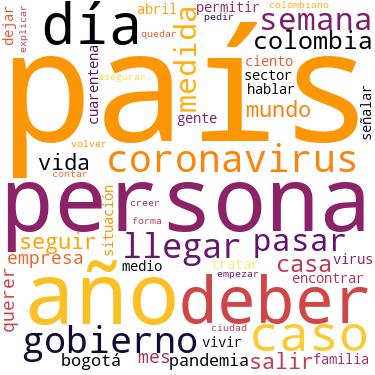 dejar
explicar
día
abril
pedir
quedar
permitir
colombiano
semana
colombia
medida
cuarentena
asegurar
ciento
sector
mundo
hablar
gente
señalar
país
volver
vida
contar
coronavirus
persona
situación
creer
forma
seguir
llegar
pasar
empresa
medio
tratar
casa
virus
empezar
encontrar
querer
año
deber
ciudad
gobierno
vivir
caso
bogotá
mes
pandemia
salir
familia